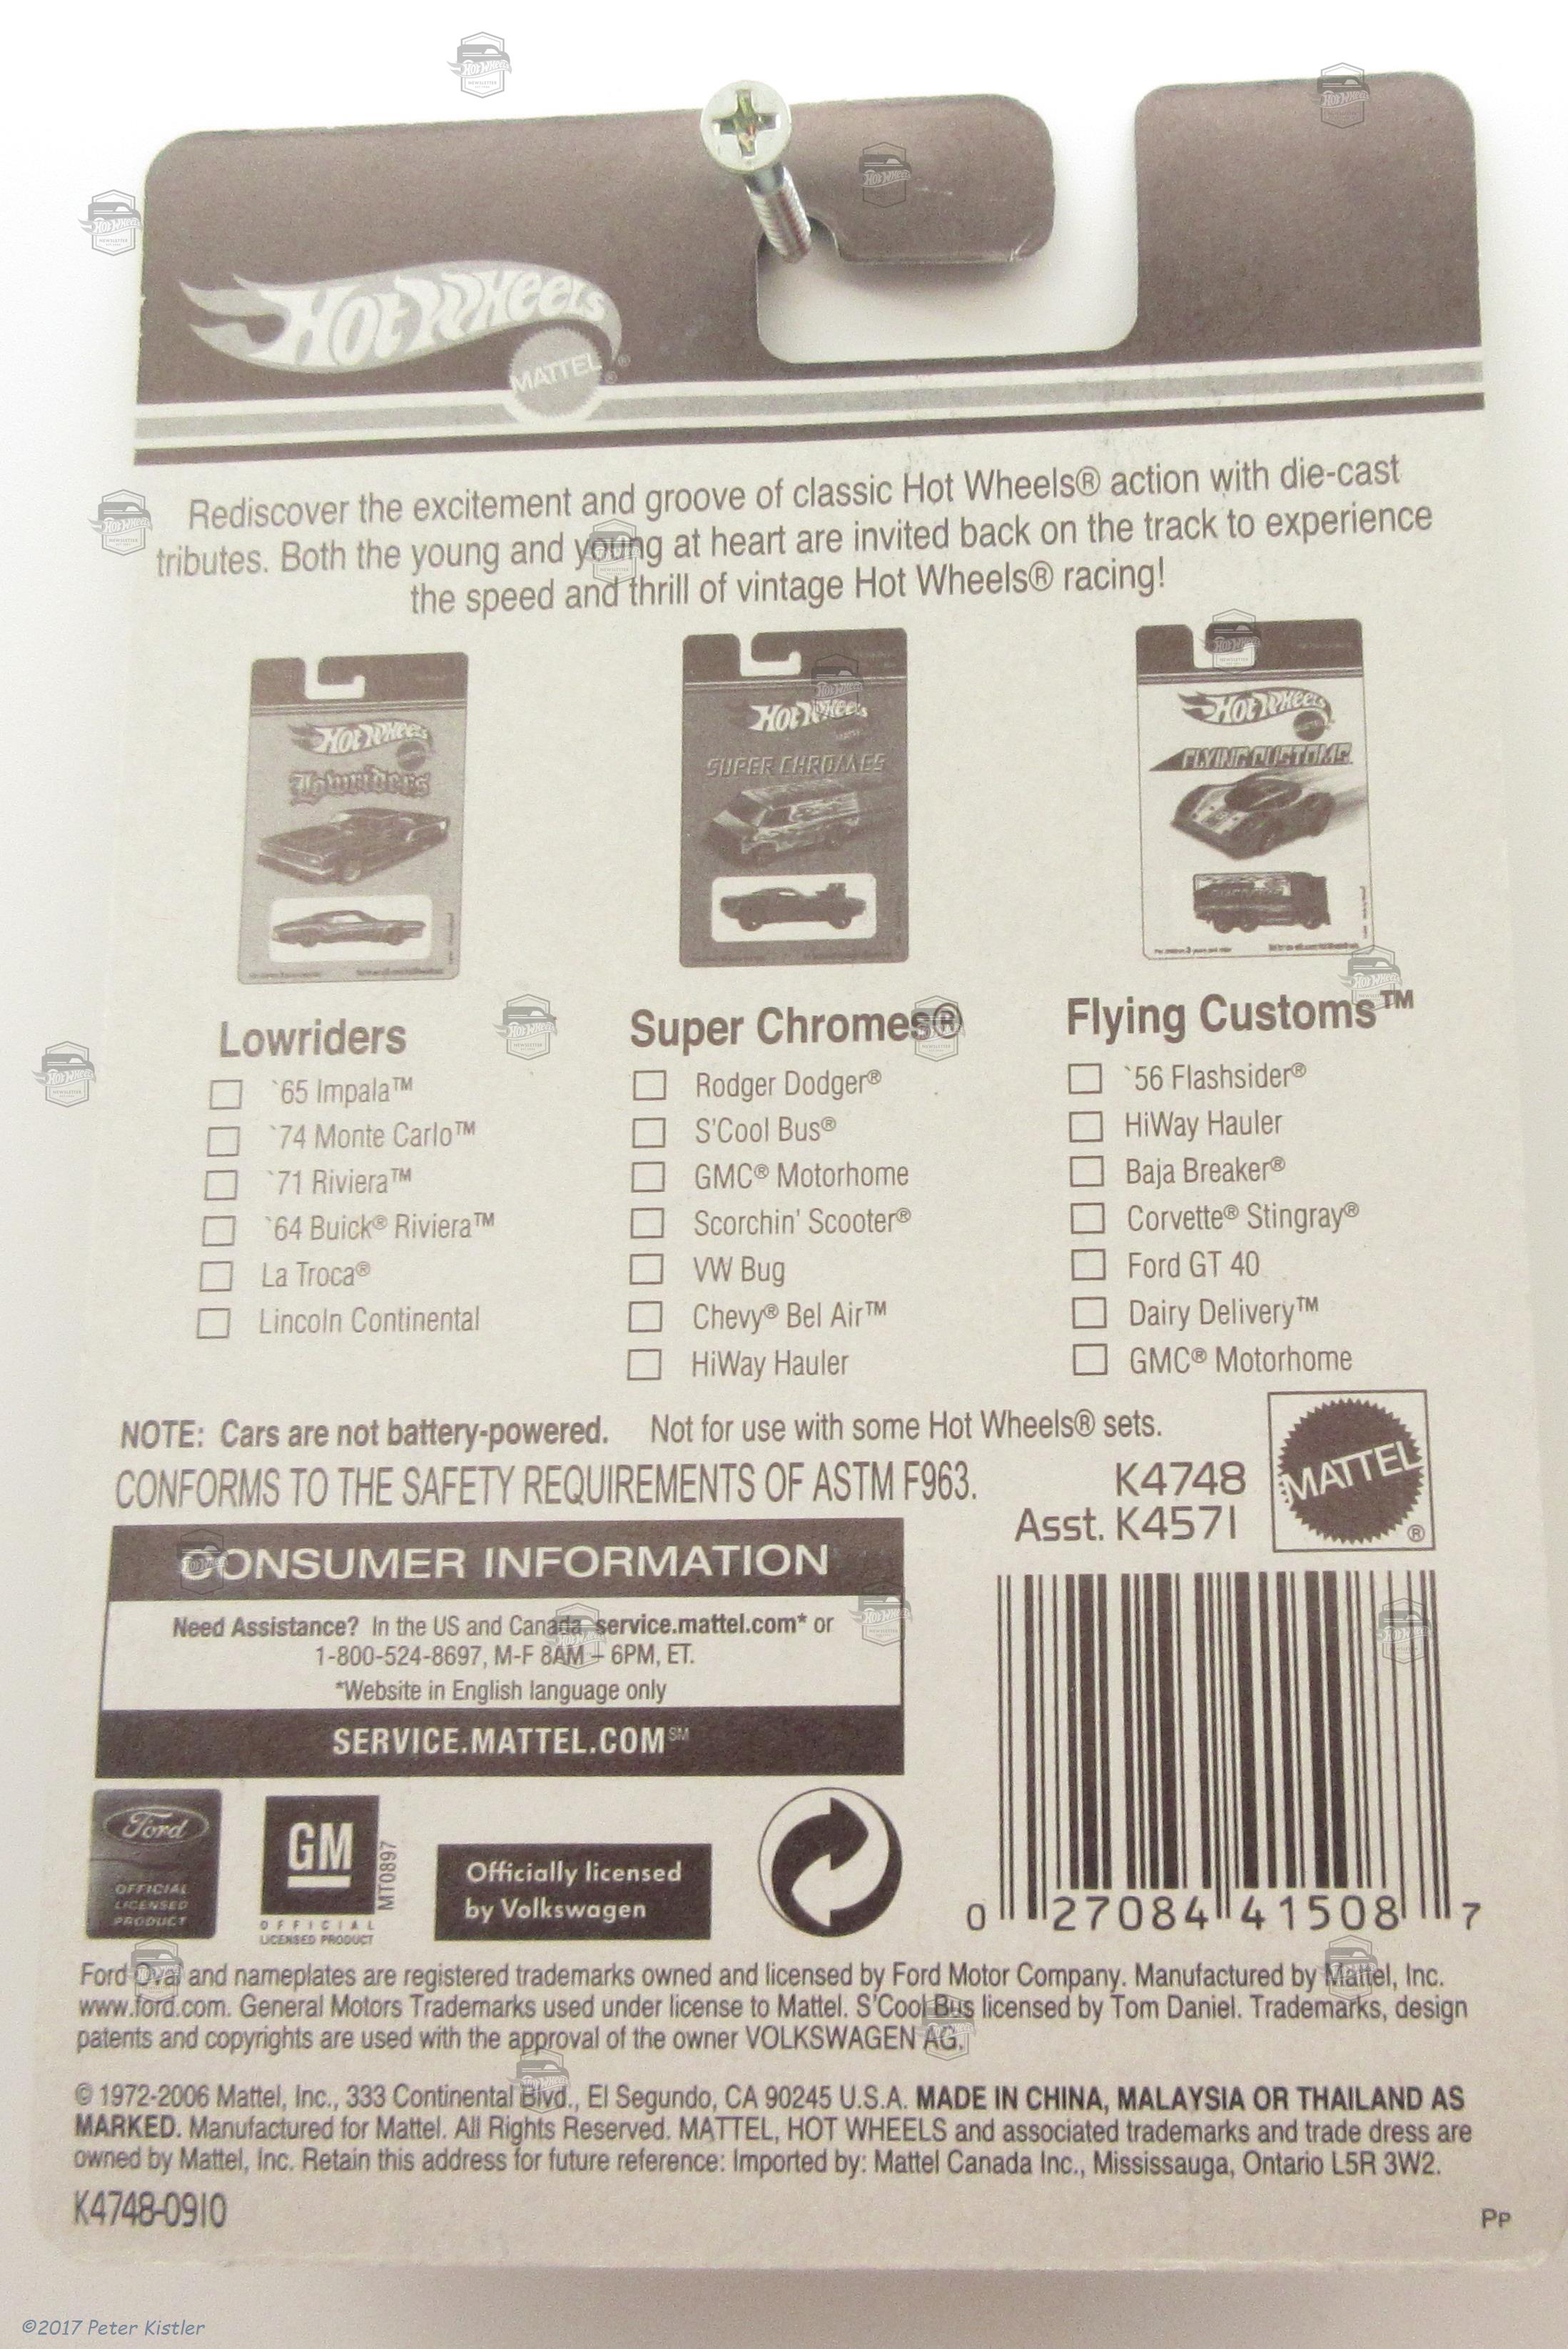 HOT WHEELS
MATTEL ®
®
Rediscover the excitement and groove of classic Hot Wheels® action with die-cast
tributes. Both the young and young at heart are invited back on the track to experience
the speed and thrill of vintage Hot Wheels® racing!
HOT WHEELS
Lowriders
HOT WHEELS
SUPER CHROMES
HOT WHEELS
FLYING CUSTOMS
Lowriders
`65 Impala™
`74 Monte Carlo™
`71 Riviera™
`64 Buick® Riviera™
La Troca®
Lincoln Continental
Super Chromes®
Rodger Dodger®
S'Cool Bus®
GMC® Motorhome
Scorchin' Scooter®
VW Bug
Chevy® Bel Air™
HiWay Hauler
Flying Customs™
`56 Flashsider®
HiWay Hauler
Baja Breaker®
Corvette® Stingray®
Ford GT 40
Dairy Delivery™
GMC® Motorhome
NOTE: Cars are not battery-powered. Not for use with some Hot Wheels® sets.
CONFORMS TO THE SAFETY REQUIREMENTS OF ASTM F963.
K4748
Asst. K4571
MATTEL
®
CONSUMER INFORMATION
Need Assistance? In the US and Canada, service.mattel.com* or
1-800-524-8697, M-F 8AM – 6PM, ET.
*Website in English language only
SERVICE.MATTEL.COM℠
Ford
OFFICIAL
LICENSED
PRODUCT
GM
MT0897
OFFICIAL
LICENSED PRODUCT
Officially licensed
by Volkswagen
0 27084 41508 7
Ford Oval and nameplates are registered trademarks owned and licensed by Ford Motor Company. Manufactured by Mattel, Inc.
www.ford.com. General Motors Trademarks used under license to Mattel. S'Cool Bus licensed by Tom Daniel. Trademarks, design
patents and copyrights are used with the approval of the owner VOLKSWAGEN AG.
© 1972-2006 Mattel, Inc., 333 Continental Blvd., El Segundo, CA 90245 U.S.A. MADE IN CHINA, MALAYSIA OR THAILAND AS
MARKED. Manufactured for Mattel. All Rights Reserved. MATTEL, HOT WHEELS and associated trademarks and trade dress are
owned by Mattel, Inc. Retain this address for future reference: Imported by: Mattel Canada Inc., Mississauga, Ontario L5R 3W2.
K4748-0910
PP
©2017 Peter Kistler